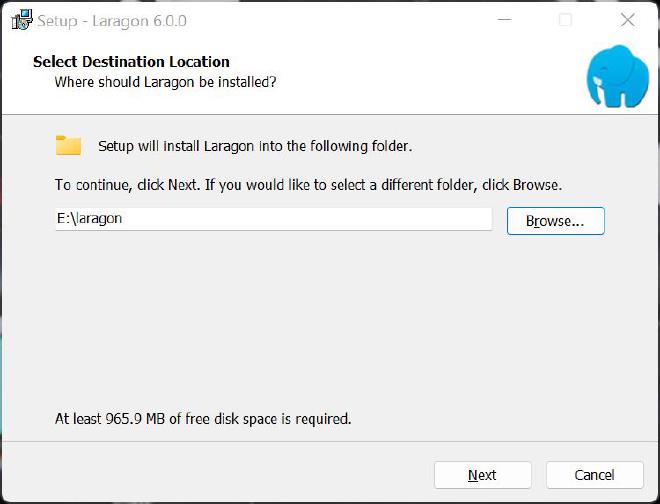 Setup - Laragon 6.0.0
Select Destination Location
Where should Laragon be installed?
Setup will install Laragon into the following folder.
To continue, click Next. If you would like to select a different folder, click Browse.
E:\laragon
Browse...
At least 965.9 MB of free disk space is required.
Next
Cancel